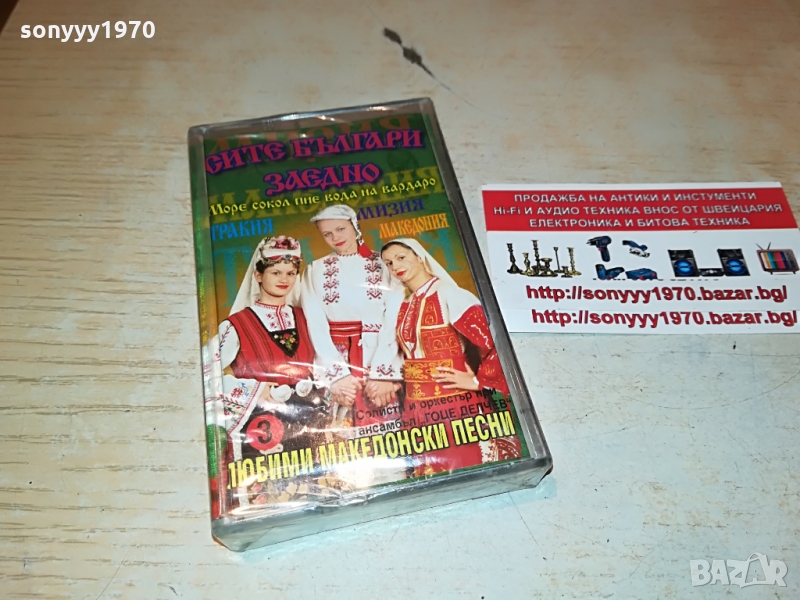 sonyyy1970
СИТЕ БЪЛГАРИ
ЗАЕДНО
Море сокол пие вода на вардаро
ТРАКИЯ
МИЗИЯ
МАКЕДОНИЯ
3
Солисти и оркестър при
ансамбъл „ГОЦЕ ДЕЛЧЕВ“
ЛЮБИМИ МАКЕДОНСКИ ПЕСНИ
ПРОДАЖБА НА АНТИКИ И ИНСТУМЕНТИ
Hi-Fi И АУДИО ТЕХНИКА ВНОС ОТ ШВЕИЦАРИЯ
ЕЛЕКТРОНИКА И БИТОВА ТЕХНИКА
http://sonyyy1970.bazar.bg/
http://sonyyy1970.bazar.bg/
BAZAR